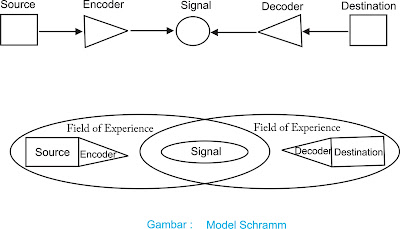 Source Encoder Signal Decoder Destination
Field of Experience Field of Experience
Source Encoder Signal Decoder Destination
Gambar : Model Schramm